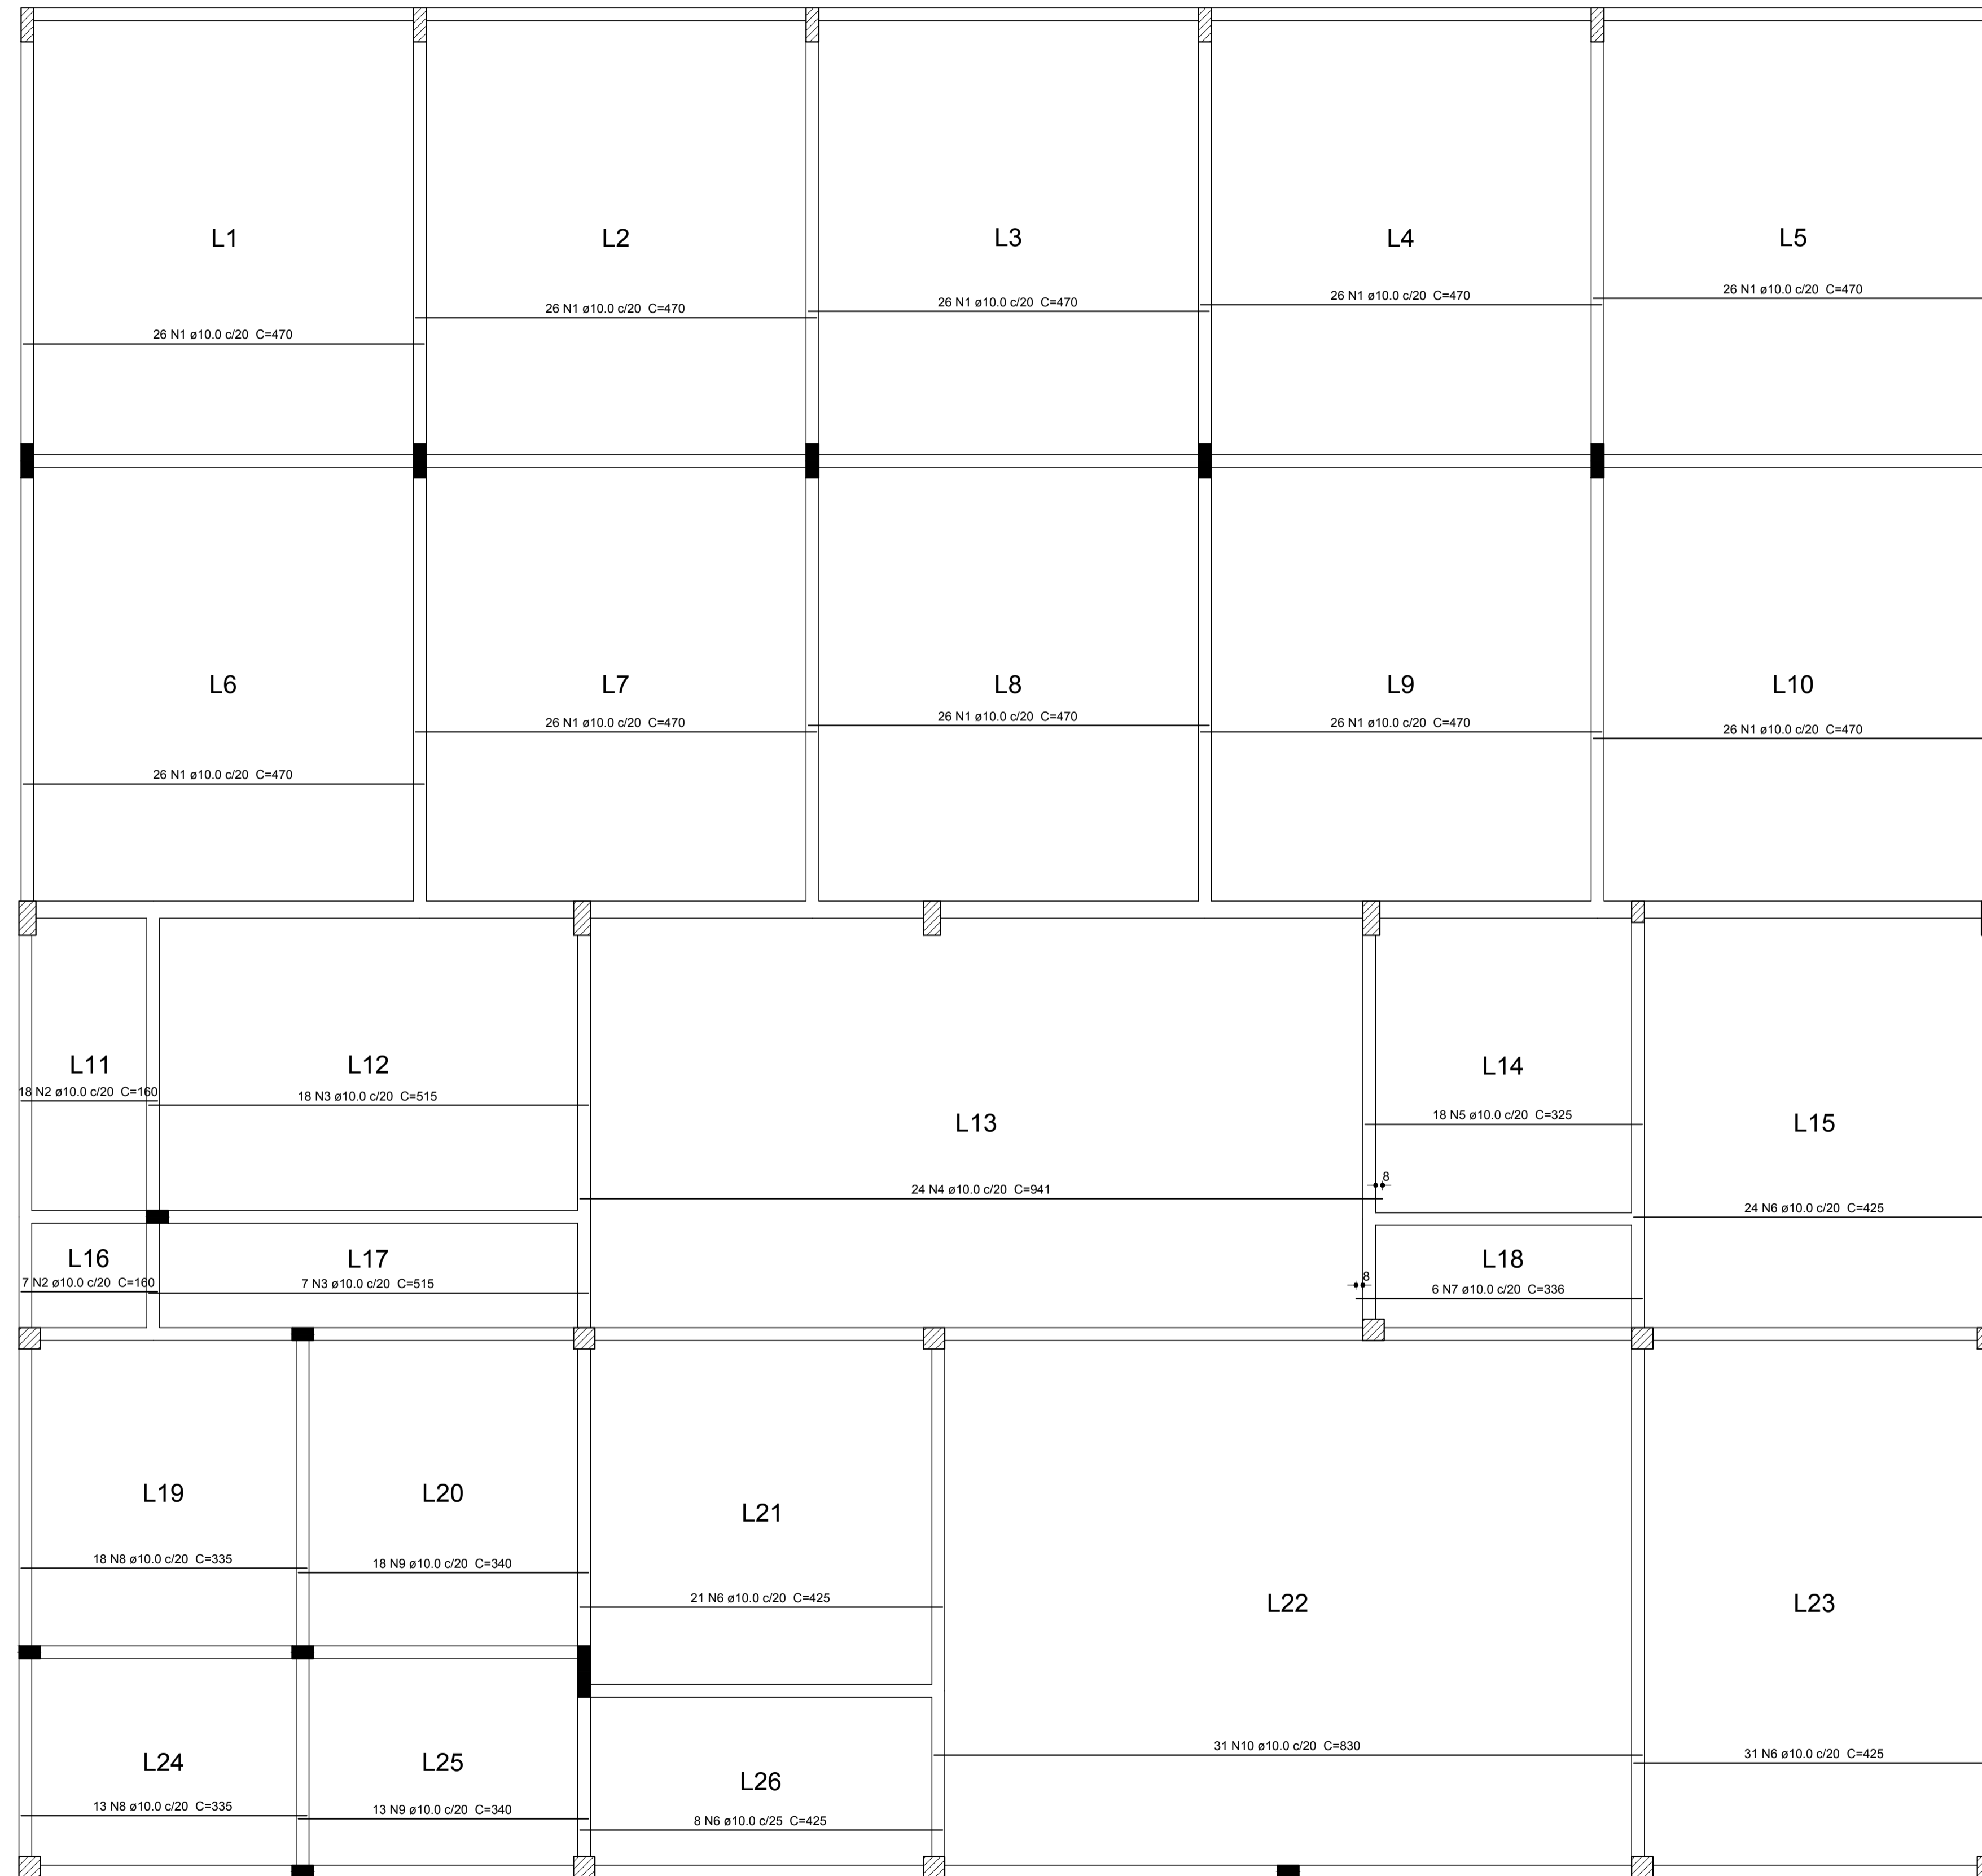 L1
L2
L3
L4
L5
26 N1 ø10.0 c/20 C=470
26 N1 ø10.0 c/20 C=470
26 N1 ø10.0 c/20 C=470
26 N1 ø10.0 c/20 C=470
26 N1 ø10.0 c/20 C=470
L6
L7
L8
L9
L10
26 N1 ø10.0 c/20 C=470
26 N1 ø10.0 c/20 C=470
26 N1 ø10.0 c/20 C=470
26 N1 ø10.0 c/20 C=470
26 N1 ø10.0 c/20 C=470
L11
18 N2 ø10.0 c/20 C=160
L12
18 N3 ø10.0 c/20 C=515
L13
24 N4 ø10.0 c/20 C=941
L14
18 N5 ø10.0 c/20 C=325
8
L15
24 N6 ø10.0 c/20 C=425
L16
7 N2 ø10.0 c/20 C=160
L17
7 N3 ø10.0 c/20 C=515
8
L18
6 N7 ø10.0 c/20 C=336
L19
18 N8 ø10.0 c/20 C=335
L20
18 N9 ø10.0 c/20 C=340
L21
21 N6 ø10.0 c/20 C=425
L22
31 N10 ø10.0 c/20 C=830
L23
31 N6 ø10.0 c/20 C=425
L24
13 N8 ø10.0 c/20 C=335
L25
13 N9 ø10.0 c/20 C=340
L26
8 N6 ø10.0 c/25 C=425